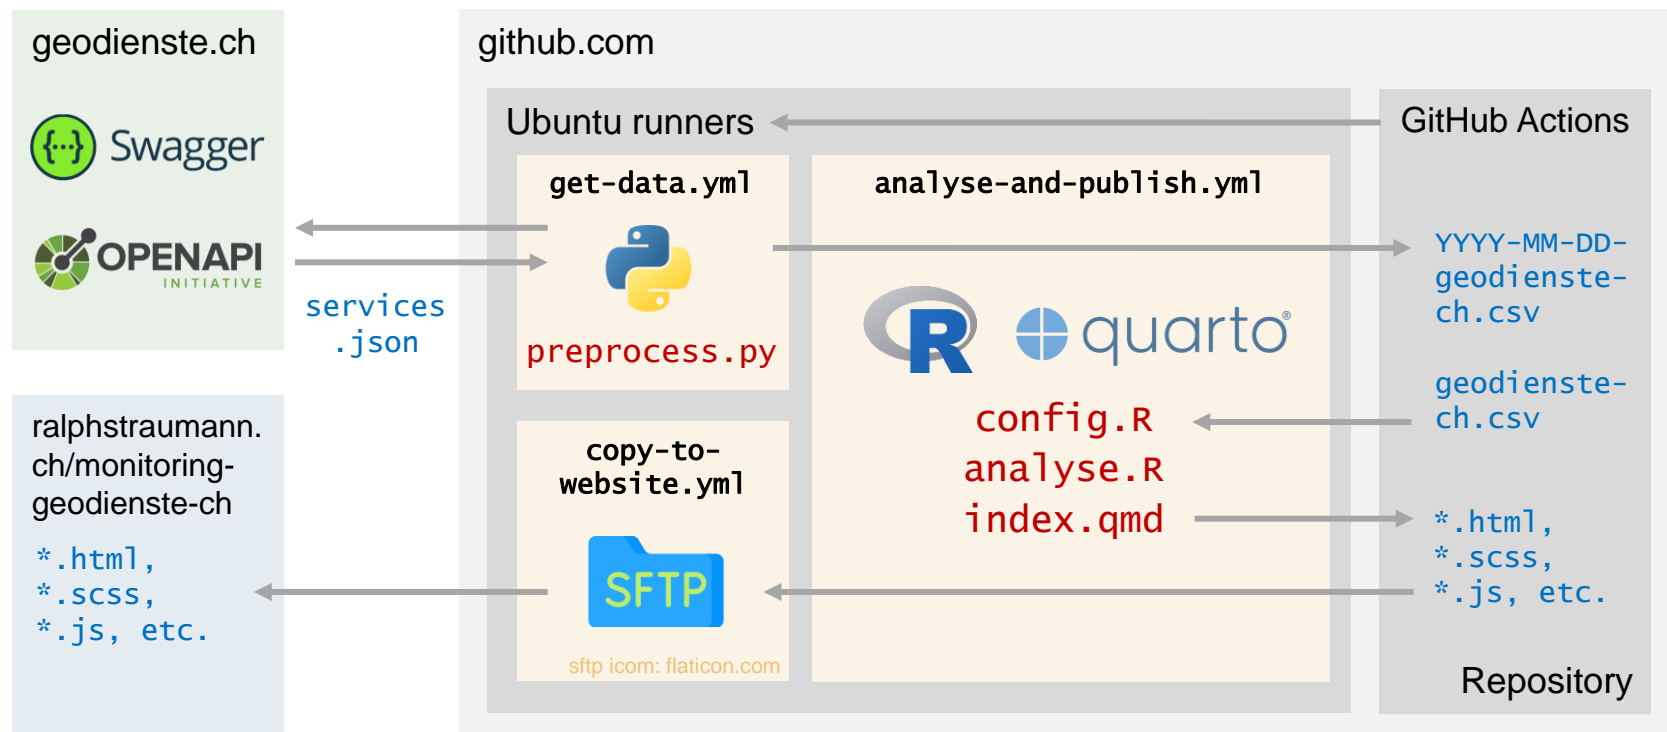 geodienste.ch
{···} Swagger
OPENAPI
INITIATIVE
services
.json
ralphstraumann.
ch/monitoring-
geodienste-ch
*.html,
*.scss,
*.js, etc.
github.com
Ubuntu runners
get-data.yml
preprocess.py
copy-to-
website.yml
SFTP
sftp icom: flaticon.com
analyse-and-publish.yml
R quarto®
config.R
analyse.R
index.qmd
GitHub Actions
YYYY-MM-DD-
geodienste-
ch.csv
geodienste-
ch.csv
*.html,
*.scss,
*.js, etc.
Repository